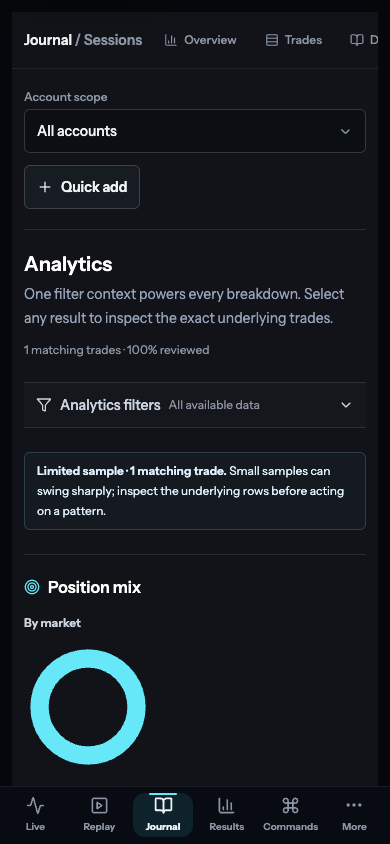 Journal / Sessions
Overview
Trades
D
Account scope
All accounts
Quick add
Analytics
One filter context powers every breakdown. Select
any result to inspect the exact underlying trades.
1 matching trades · 100% reviewed
Analytics filters All available data
Limited sample · 1 matching trade. Small samples can
swing sharply; inspect the underlying rows before acting
on a pattern.
Position mix
By market
Live
Replay
Journal
Results
Commands
More